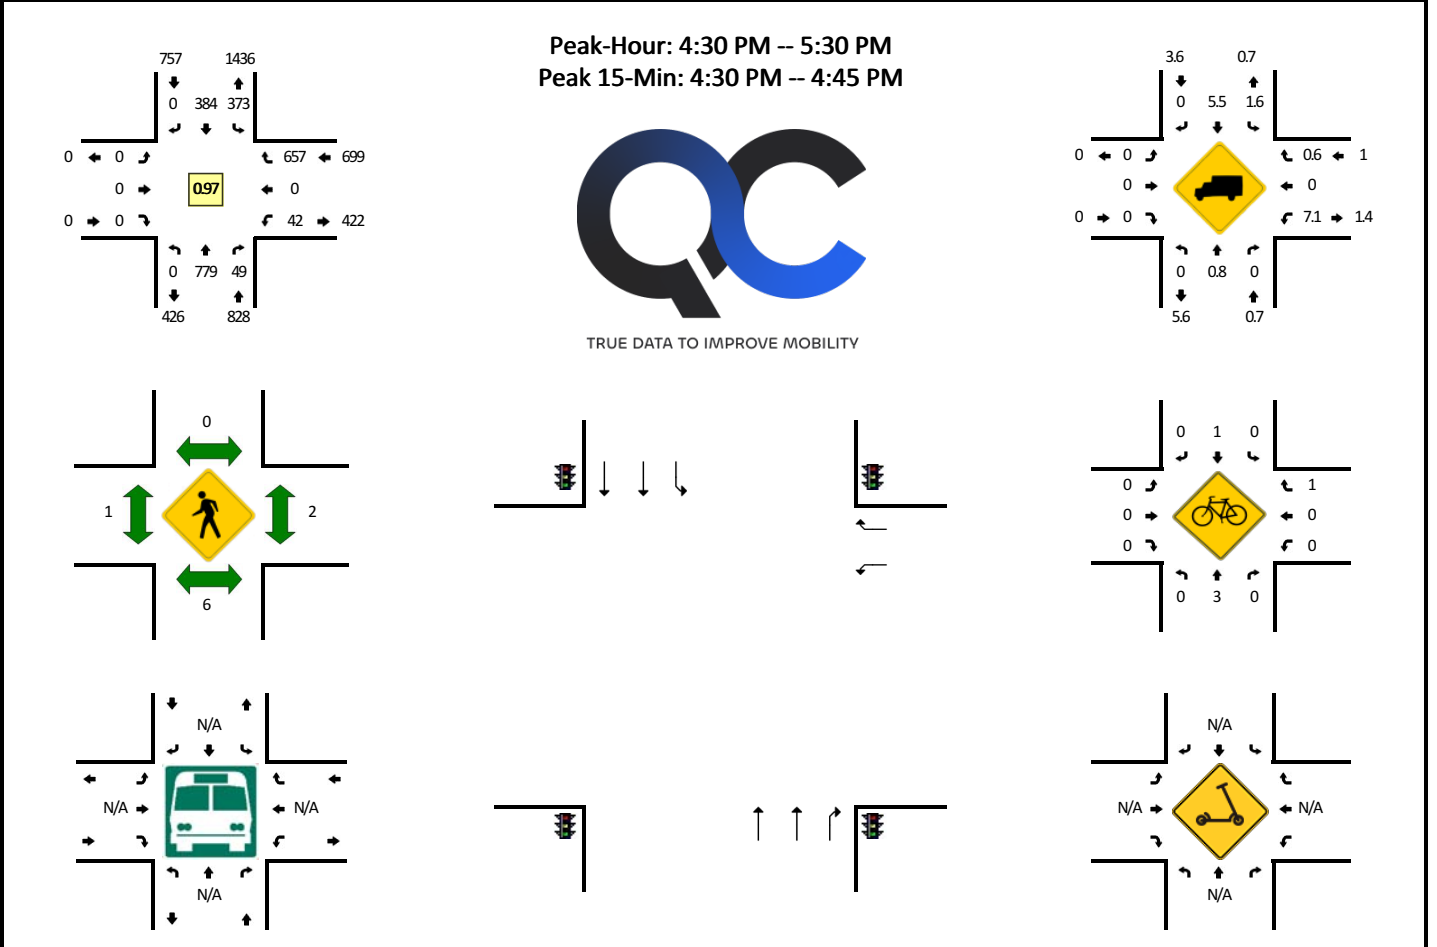 Peak-Hour: 4:30 PM -- 5:30 PM
Peak 15-Min: 4:30 PM -- 4:45 PM
757 1436
0 384 373
0 0 657 699
0 0.97 0
0 0 42 422
0 779 49
426 828
QC
TRUE DATA TO IMPROVE MOBILITY
3.6 0.7
0 5.5 1.6
0 0 0.6 1
0 0
0 0 7.1 1.4
0 0.8 0
5.6 0.7
0
1 2
6
0 1 0
0 1
0 0
0 0
0 3 0
N/A
N/A N/A
N/A
N/A
N/A N/A
N/A